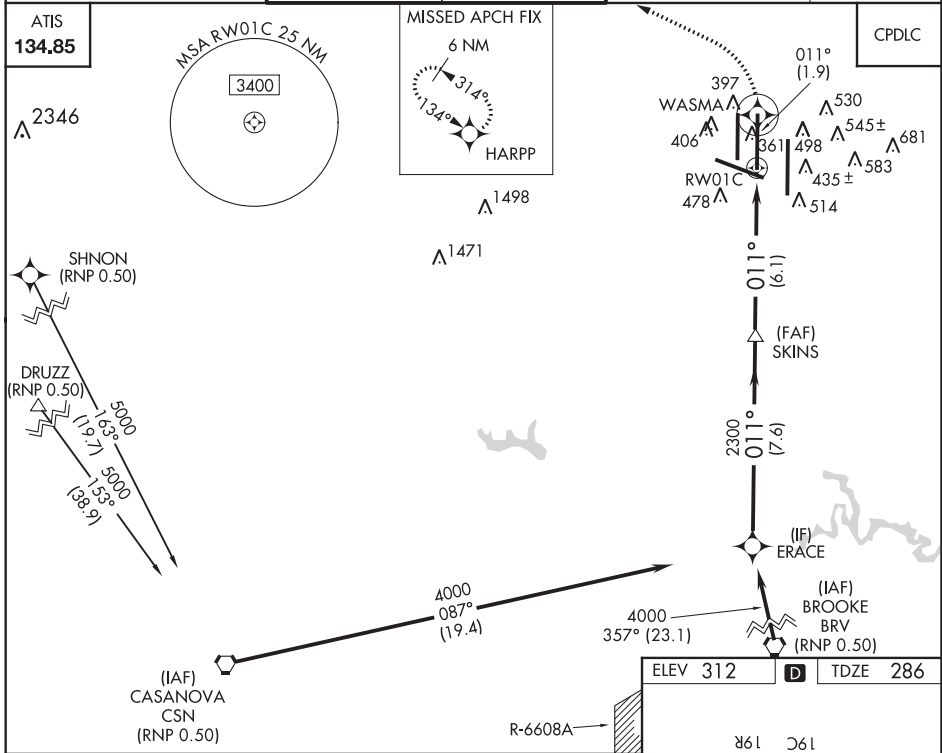 ATIS
134.85
MSA RW01C 25 NM
3400
MISSED APCH FIX
6 NM
314°
134°
HARPP
CPDLC
011°
(1.9)
397
WASMA
530
2346
406
361
498
545±
681
583
RW01C
435±
478
514
1498
1471
SHNON
(RNP 0.50)
011°
(6.1)
(FAF)
SKINS
DRUZZ
(RNP 0.50)
5000
163°
(19.7)
5000
153°
(38.9)
2300
011°
(7.6)
(IF)
ERACE
4000
087°
(19.4)
4000
357° (23.1)
(IAF)
BROOKE
BRV
(RNP 0.50)
(IAF)
CASANOVA
CSN
(RNP 0.50)
R-6608A
ELEV 312
D
TDZE 286
19R
19C